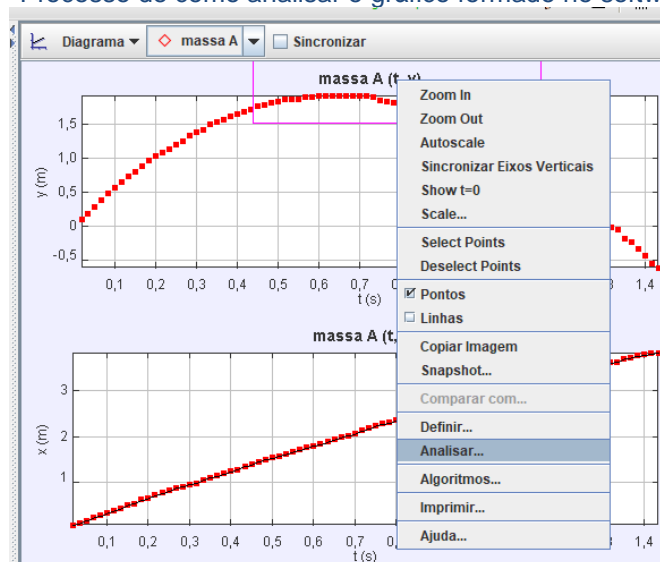 Diagrama massa A Sincronizar
massa A (t, y)
1,5
1,0
0,5
0
-0,5
y (m)
0,1 0,2 0,3 0,4 0,5 0,6 0,7 1,4
t (s)
Zoom In
Zoom Out
Autoscale
Sincronizar Eixos Verticais
Show t=0
Scale...
Select Points
Deselect Points
Pontos
Linhas
Copiar Imagem
Snapshot...
Comparar com...
Definir...
Analisar...
Algoritmos...
Imprimir...
Ajuda...
massa A (t,
3
2
1
x (m)
0,1 0,2 0,3 0,4 0,5 0,6 0,7 1,4
t (s)